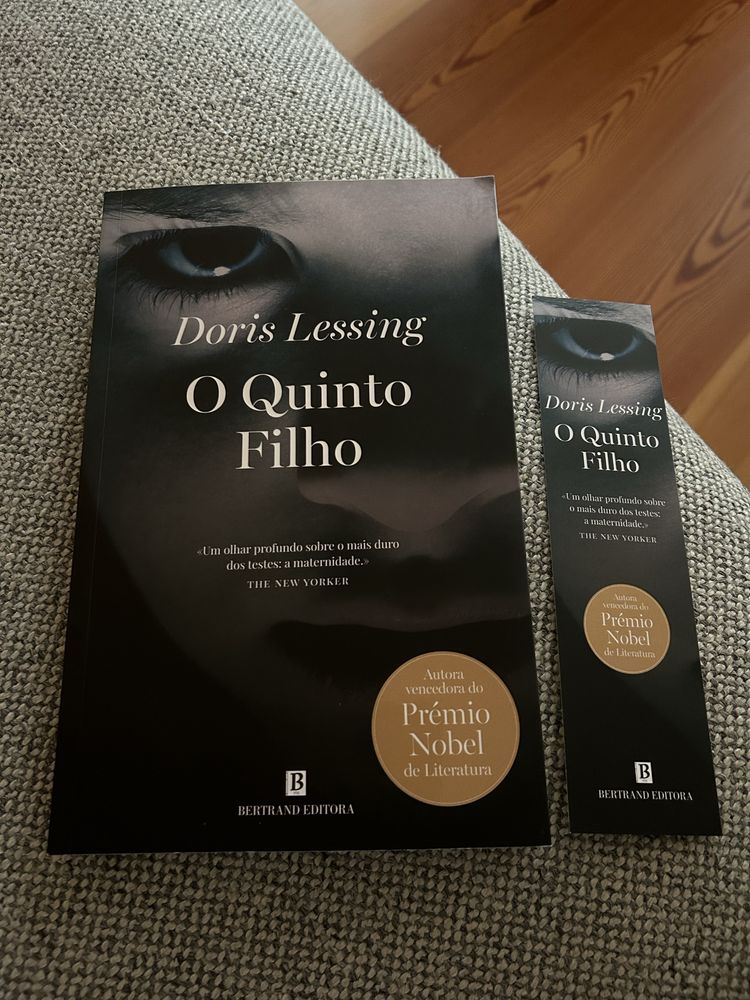 Doris Lessing
O Quinto
Filho
«Um olhar profundo sobre o mais duro
dos testes: a maternidade.»
THE NEW YORKER
Autora
vencedora do
Prémio
Nobel
de Literatura
B
BERTRAND EDITORA
Doris Lessing
O Quinto
Filho
«Um olhar profundo sobre
o mais duro dos testes:
a maternidade.»
THE NEW YORKER
Autora
vencedora do
Prémio
Nobel
de Literatura
B
BERTRAND EDITORA